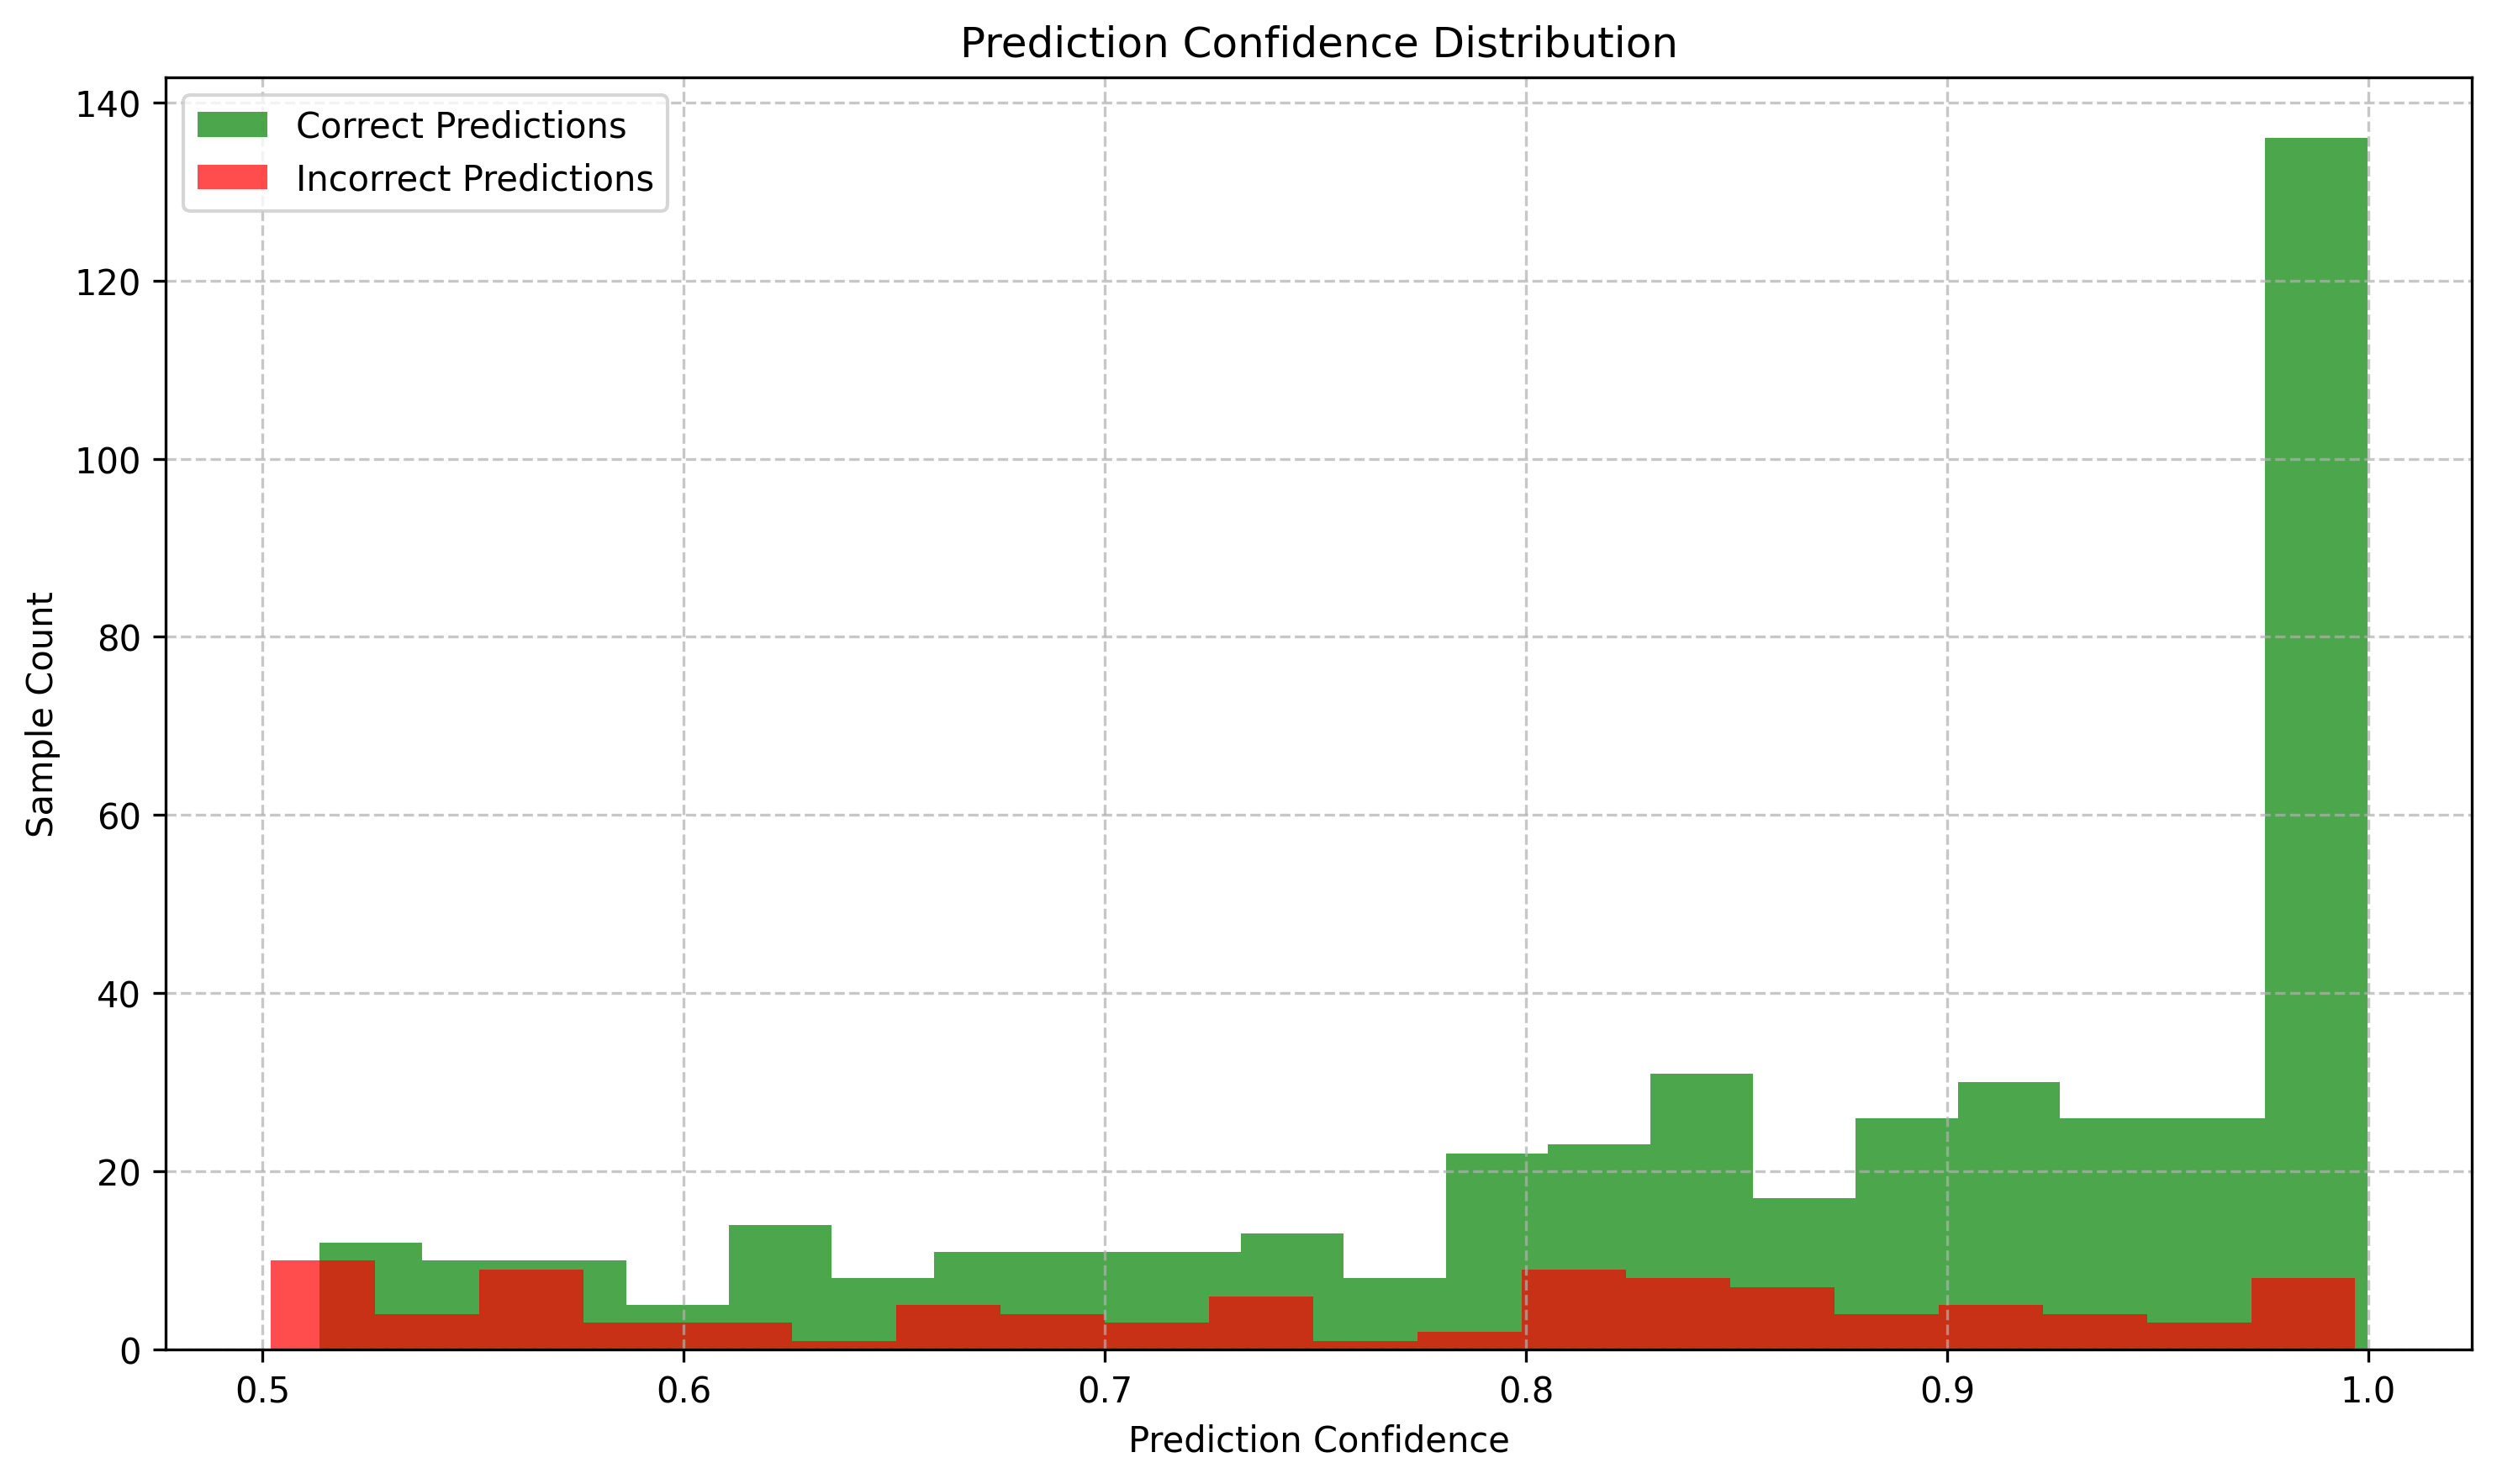 Prediction Confidence Distribution
Correct Predictions
Incorrect Predictions
Sample Count
140
120
100
80
60
40
20
0
0.5 0.6 0.7 0.8 0.9 1.0
Prediction Confidence